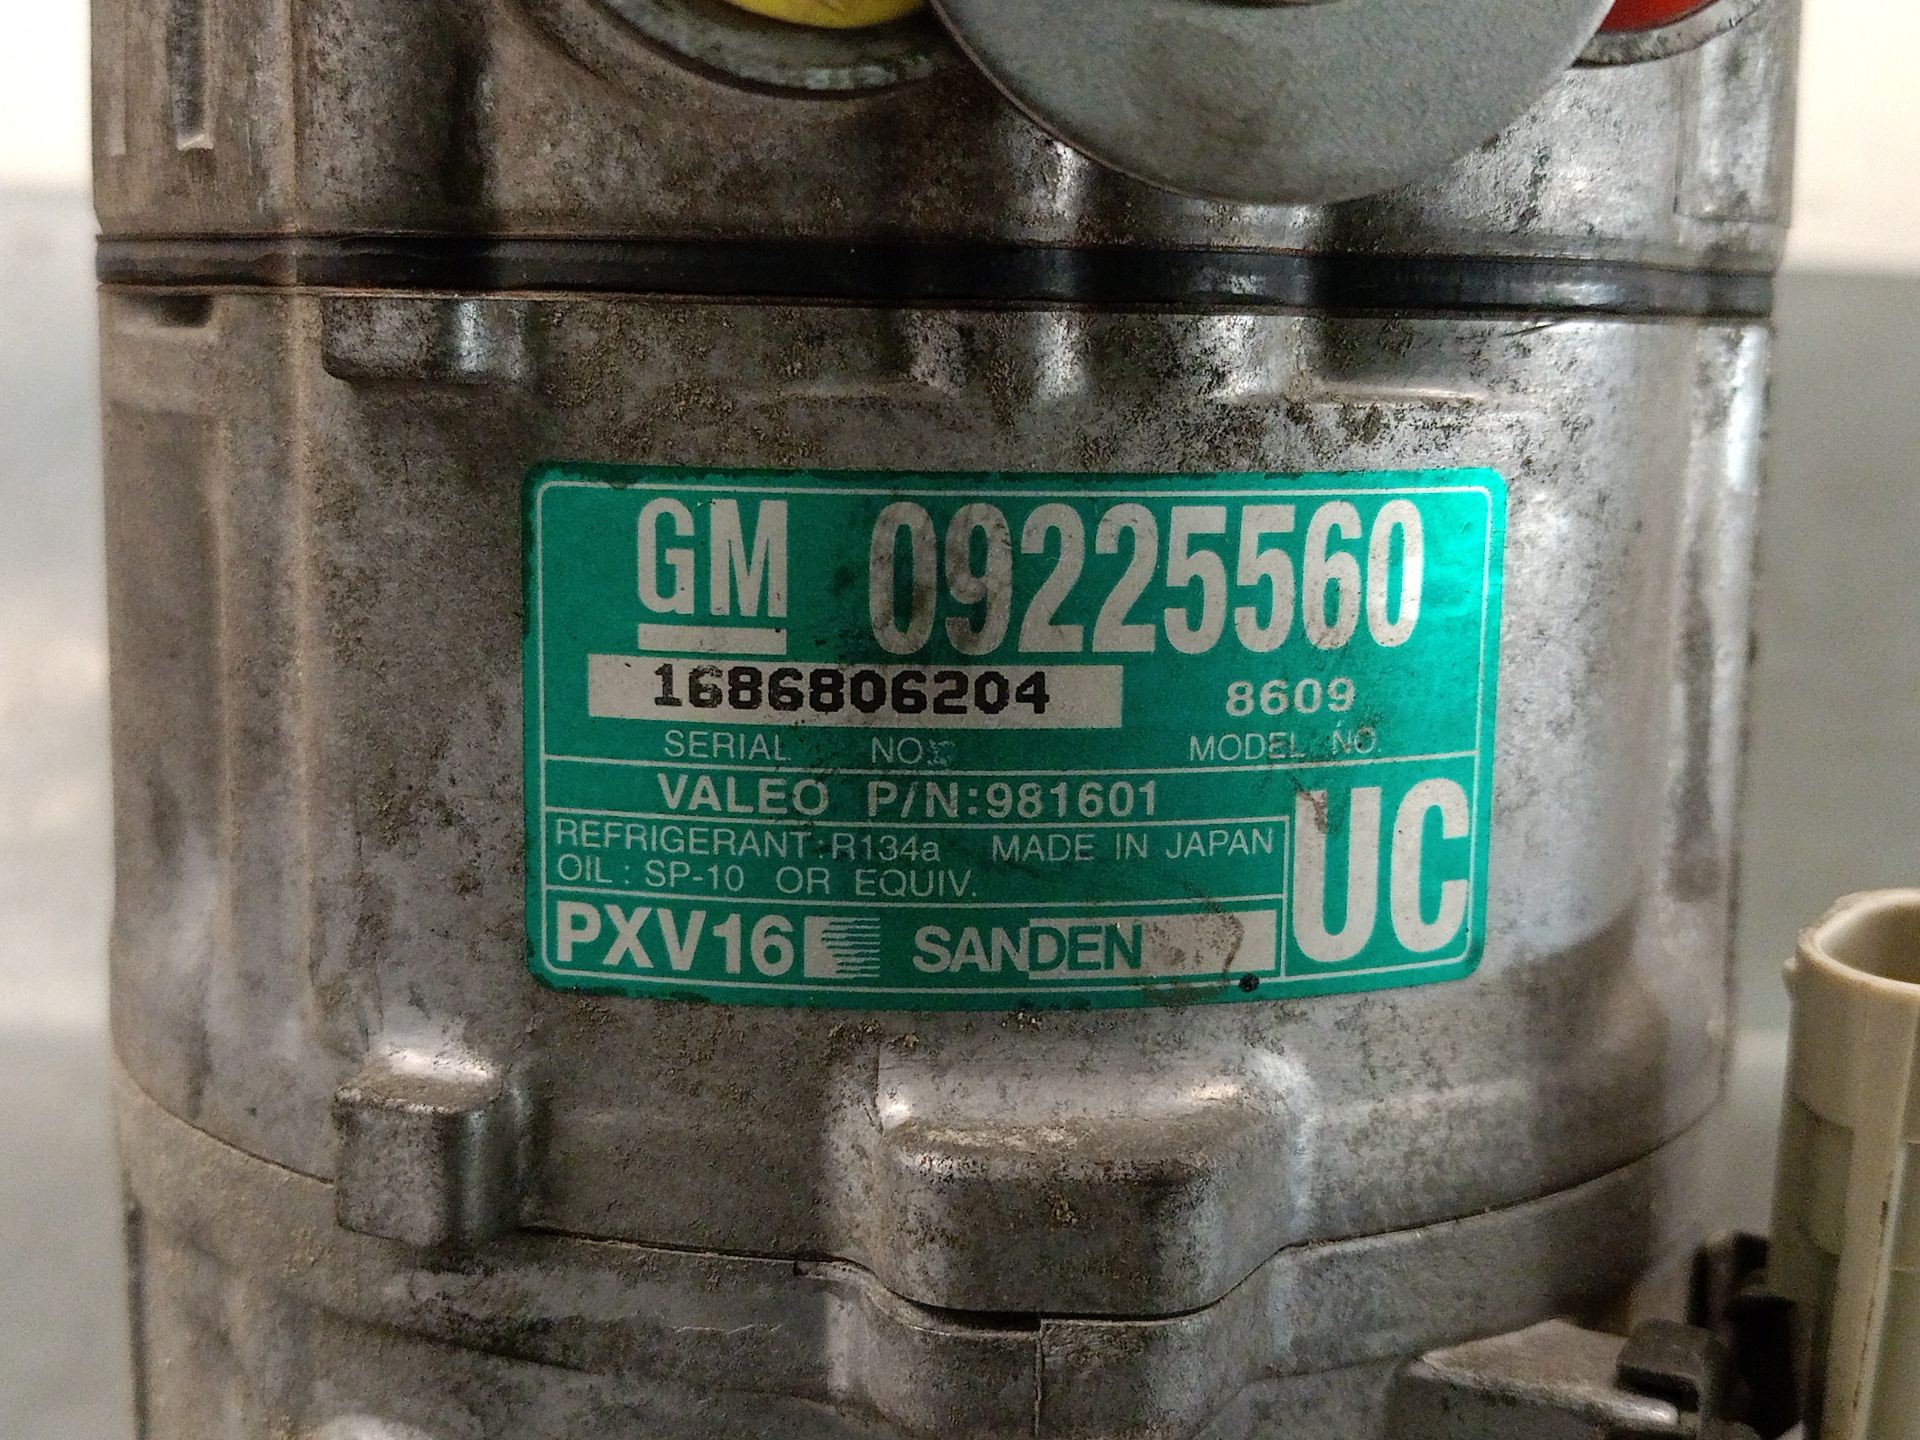 GM 09225560
1686806204 8609
SERIAL NO. MODEL NO.
VALEO P/N:981601
REFRIGERANT:R134a MADE IN JAPAN
OIL: SP-10 OR EQUIV.
PXV16 SANDEN UC